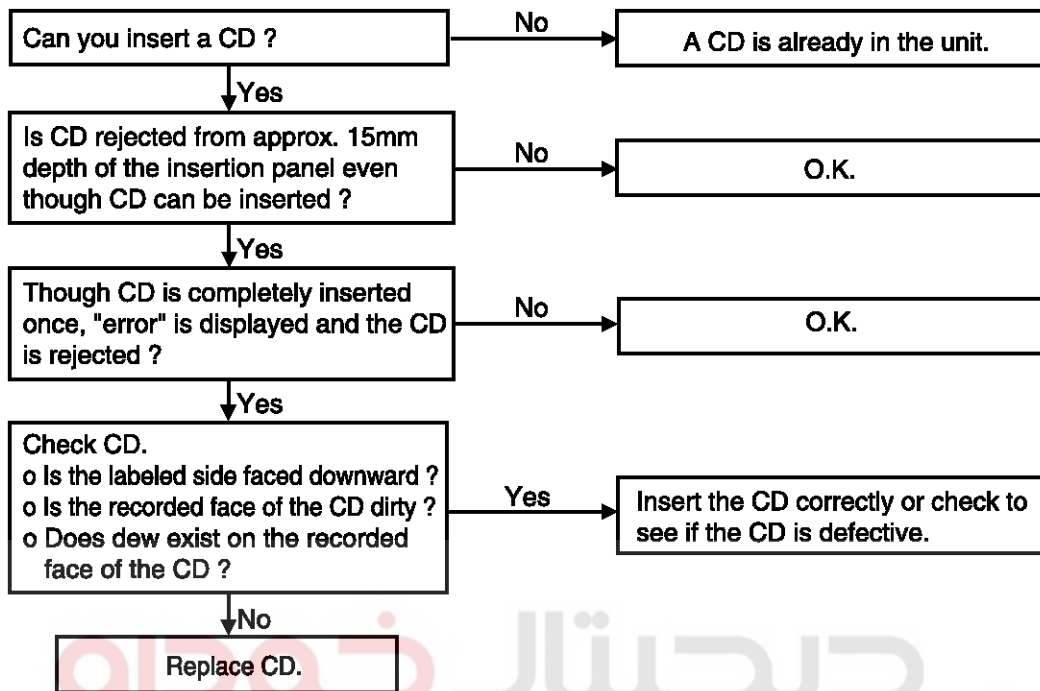 Can you insert a CD ?
No
A CD is already in the unit.
Yes
Is CD rejected from approx. 15mm
depth of the insertion panel even
though CD can be inserted ?
No
O.K.
Yes
Though CD is completely inserted
once, "error" is displayed and the CD
is rejected ?
No
O.K.
Yes
Check CD.
o Is the labeled side faced downward ?
o Is the recorded face of the CD dirty ?
o Does dew exist on the recorded
face of the CD ?
Yes
Insert the CD correctly or check to
see if the CD is defective.
No
Replace CD.
دیجیتال خودرو